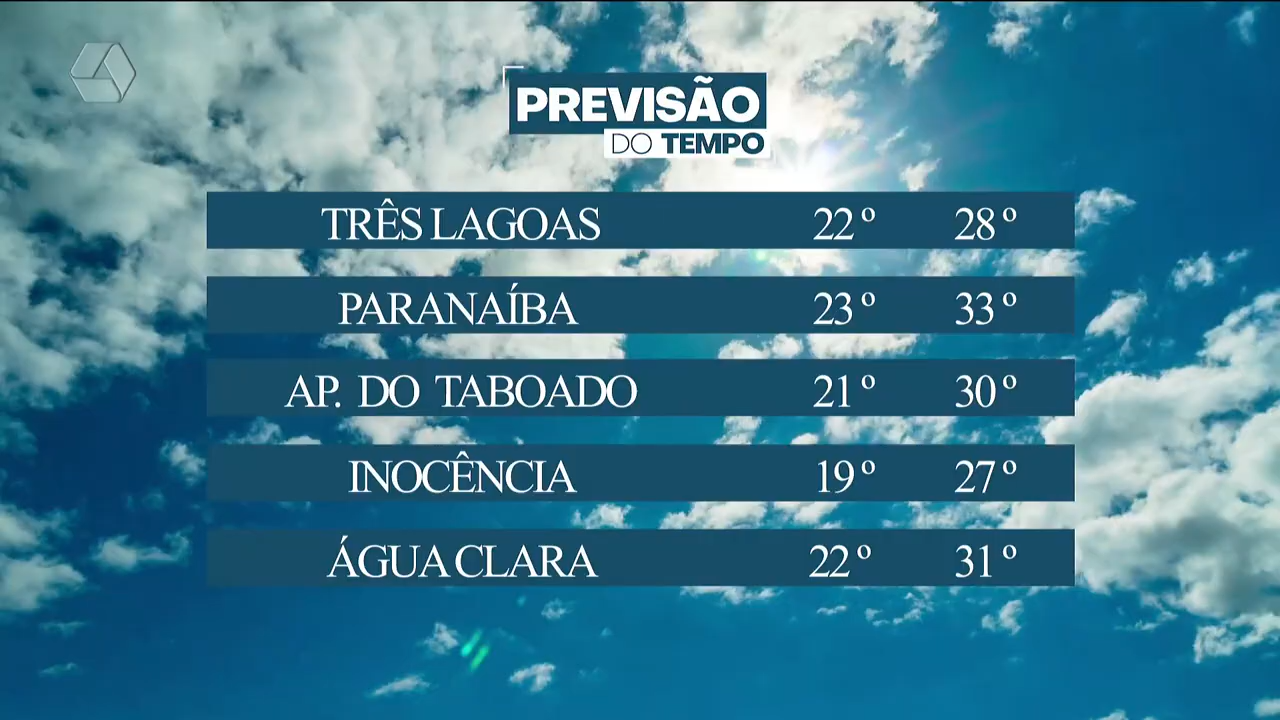 PREVISÃO
DO TEMPO
TRÊS LAGOAS 22º 28º
PARANAÍBA 23º 33º
AP. DO TABOADO 21º 30º
INOCÊNCIA 19º 27º
ÁGUA CLARA 22º 31º